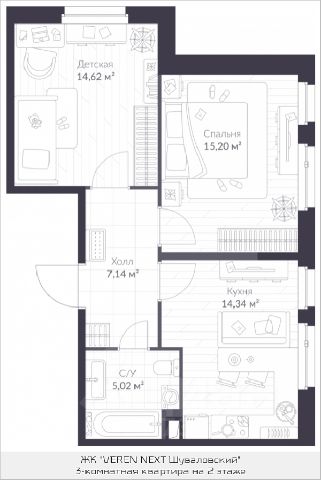 Детская
14,62 м²
Спальня
15,20 м²
Холл
7,14 м²
Кухня
14,34 м²
С/У
5,02 м²
ЖК "VEREN NEXT Шуваловский"
3-комнатная квартира на 2 этаже